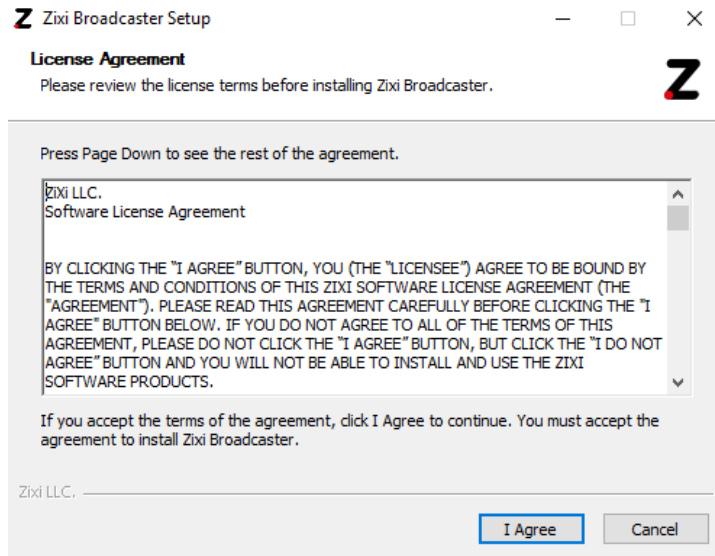 Z Zixi Broadcaster Setup
License Agreement
Please review the license terms before installing Zixi Broadcaster.
Z
Press Page Down to see the rest of the agreement.
ZiXi LLC.
Software License Agreement
BY CLICKING THE “I AGREE” BUTTON, YOU (THE “LICENSEE”) AGREE TO BE BOUND BY
THE TERMS AND CONDITIONS OF THIS ZIXI SOFTWARE LICENSE AGREEMENT (THE
"AGREEMENT"). PLEASE READ THIS AGREEMENT CAREFULLY BEFORE CLICKING THE "I
AGREE" BUTTON BELOW. IF YOU DO NOT AGREE TO ALL OF THE TERMS OF THIS
AGREEMENT, PLEASE DO NOT CLICK THE “I AGREE” BUTTON, BUT CLICK THE “I DO NOT
AGREE” BUTTON AND YOU WILL NOT BE ABLE TO INSTALL AND USE THE ZIXI
SOFTWARE PRODUCTS.
If you accept the terms of the agreement, click I Agree to continue. You must accept the
agreement to install Zixi Broadcaster.
Zixi LLC.
I Agree
Cancel